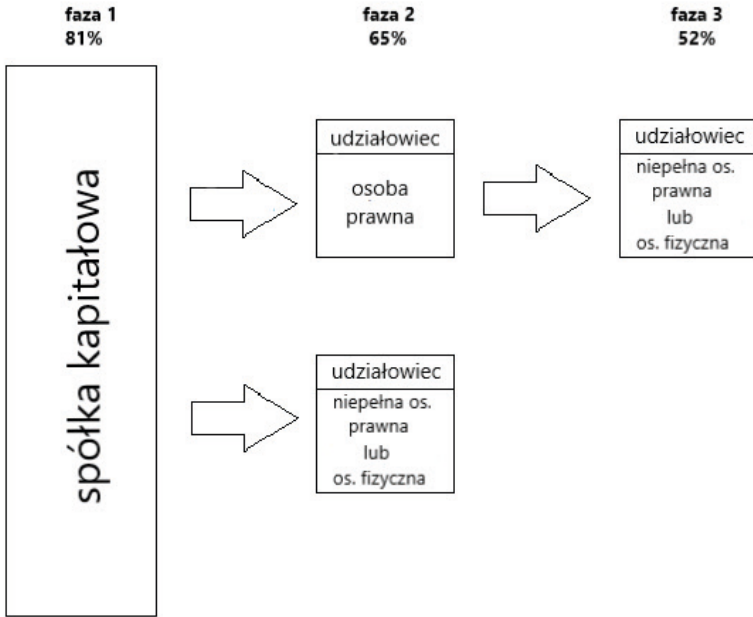 faza 1
81%
faza 2
65%
faza 3
52%
spółka kapitałowa
udziałowiec
osoba
prawna
udziałowiec
niepełna os.
prawna
lub
os. fizyczna
udziałowiec
niepełna os.
prawna
lub
os. fizyczna